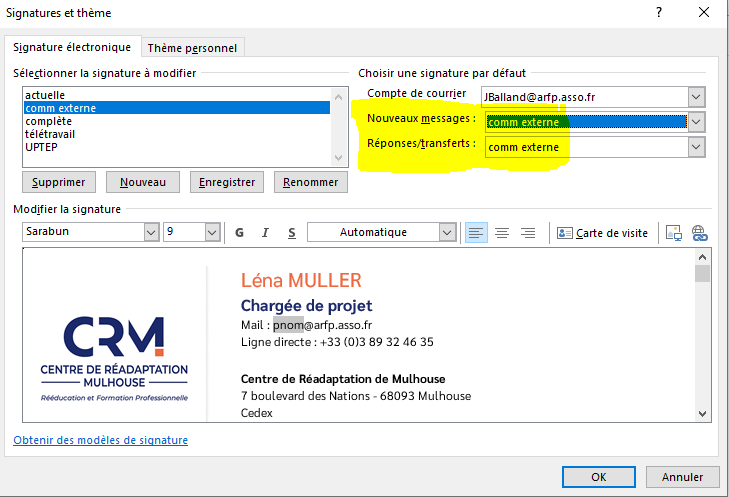 Signatures et thème
?
Signature électronique
Thème personnel
Sélectionner la signature à modifier
actuelle
comm externe
complète
télétravail
UPTEP
Supprimer
Nouveau
Enregistrer
Renommer
Choisir une signature par défaut
Compte de courrier
JBalland@arfp.asso.fr
Nouveaux messages :
comm externe
Réponses/transferts :
comm externe
Modifier la signature
Sarabun
9
G
I
S
Automatique
Carte de visite
CRM
CENTRE DE RÉADAPTATION
MULHOUSE
Rééducation et Formation Professionnelle
Léna MULLER
Chargée de projet
Mail : pnom@arfp.asso.fr
Ligne directe : +33 (0)3 89 32 46 35
Centre de Réadaptation de Mulhouse
7 boulevard des Nations - 68093 Mulhouse
Cedex
Obtenir des modèles de signature
OK
Annuler